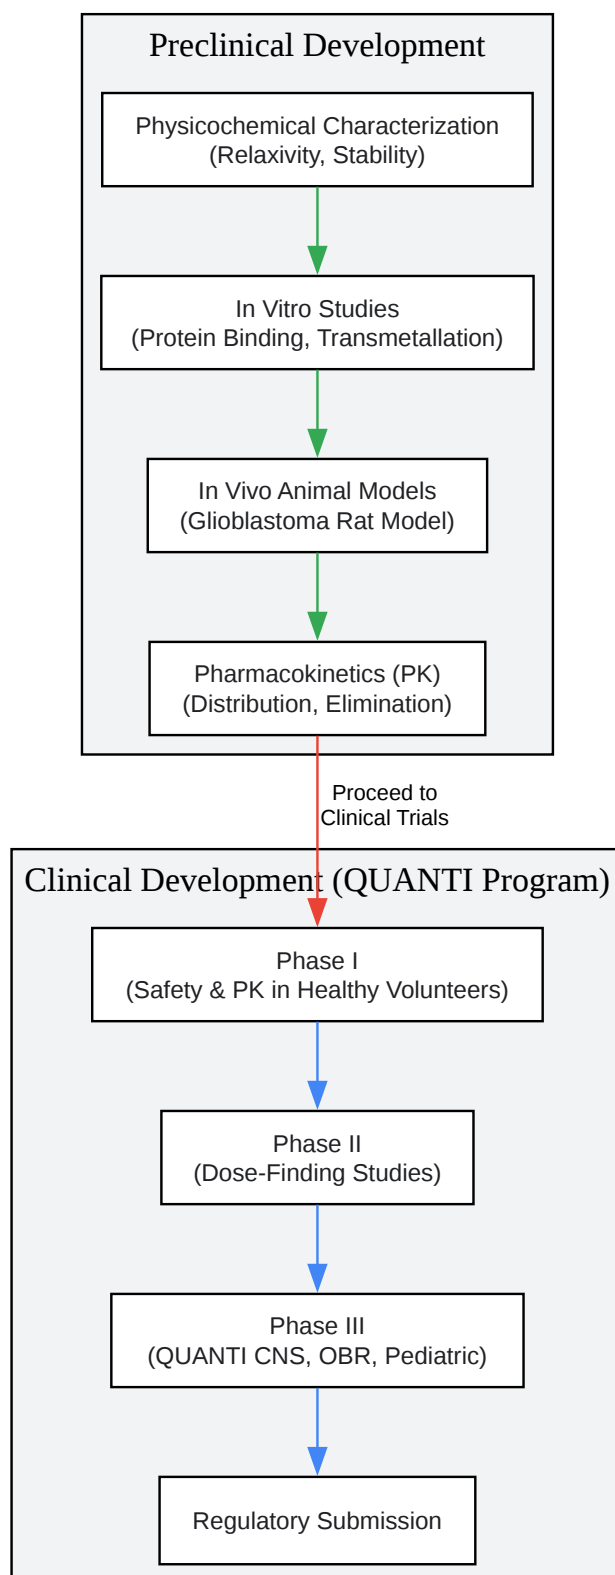 Preclinical Development
Physicochemical Characterization
(Relaxivity, Stability)
In Vitro Studies
(Protein Binding, Transmetallation)
In Vivo Animal Models
(Glioblastoma Rat Model)
Pharmacokinetics (PK)
(Distribution, Elimination)
Proceed to
Clinical Trials
Clinical Development (QUANTI Program)
Phase I
(Safety & PK in Healthy Volunteers)
Phase II
(Dose-Finding Studies)
Phase III
(QUANTI CNS, OBR, Pediatric)
Regulatory Submission